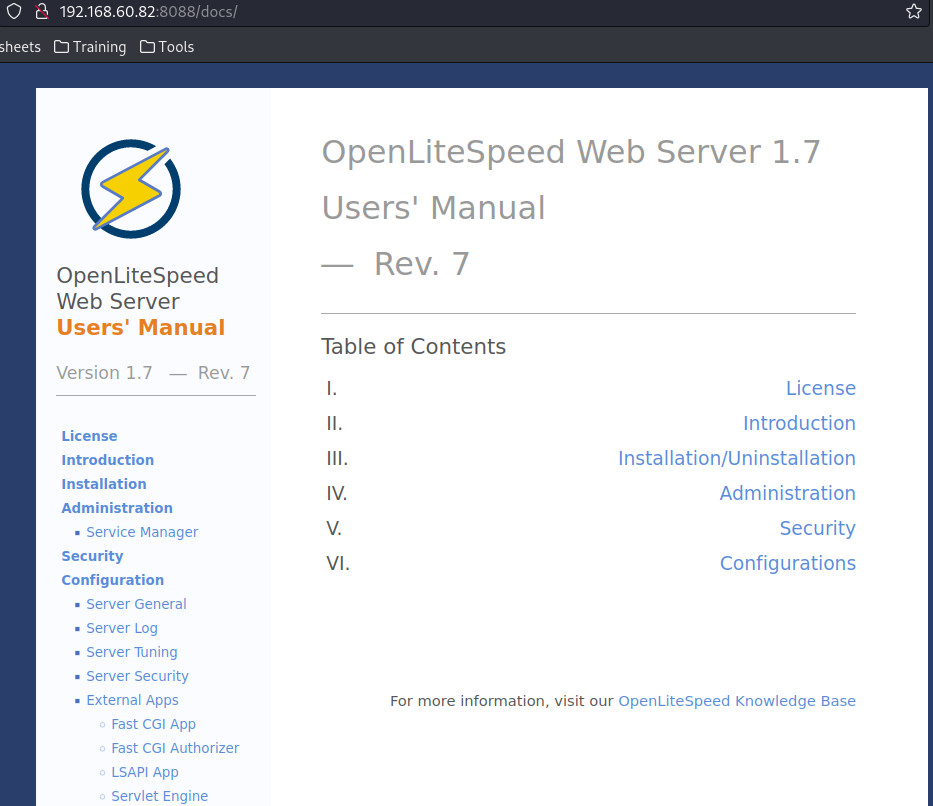 192.168.60.82:8088/docs/
sheets Training Tools
OpenLiteSpeed
Web Server
Users' Manual
Version 1.7 — Rev. 7
License
Introduction
Installation
Administration
Service Manager
Security
Configuration
Server General
Server Log
Server Tuning
Server Security
External Apps
Fast CGI App
Fast CGI Authorizer
LSAPI App
Servlet Engine
OpenLiteSpeed Web Server 1.7
Users' Manual
— Rev. 7
Table of Contents
I. License
II. Introduction
III. Installation/Uninstallation
IV. Administration
V. Security
VI. Configurations
For more information, visit our OpenLiteSpeed Knowledge Base